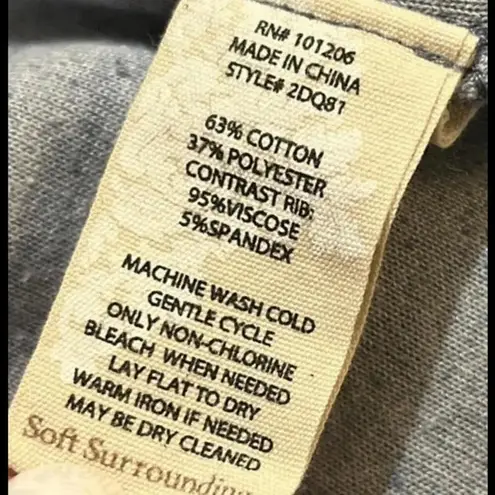 RN# 101206
MADE IN CHINA
STYLE# 2DQ81
63% COTTON
37% POLYESTER
CONTRAST RIB:
95%VISCOSE
5%SPANDEX
MACHINE WASH COLD
GENTLE CYCLE
ONLY NON-CHLORINE
BLEACH WHEN NEEDED
LAY FLAT TO DRY
WARM IRON IF NEEDED
MAY BE DRY CLEANED
Soft Surrounding